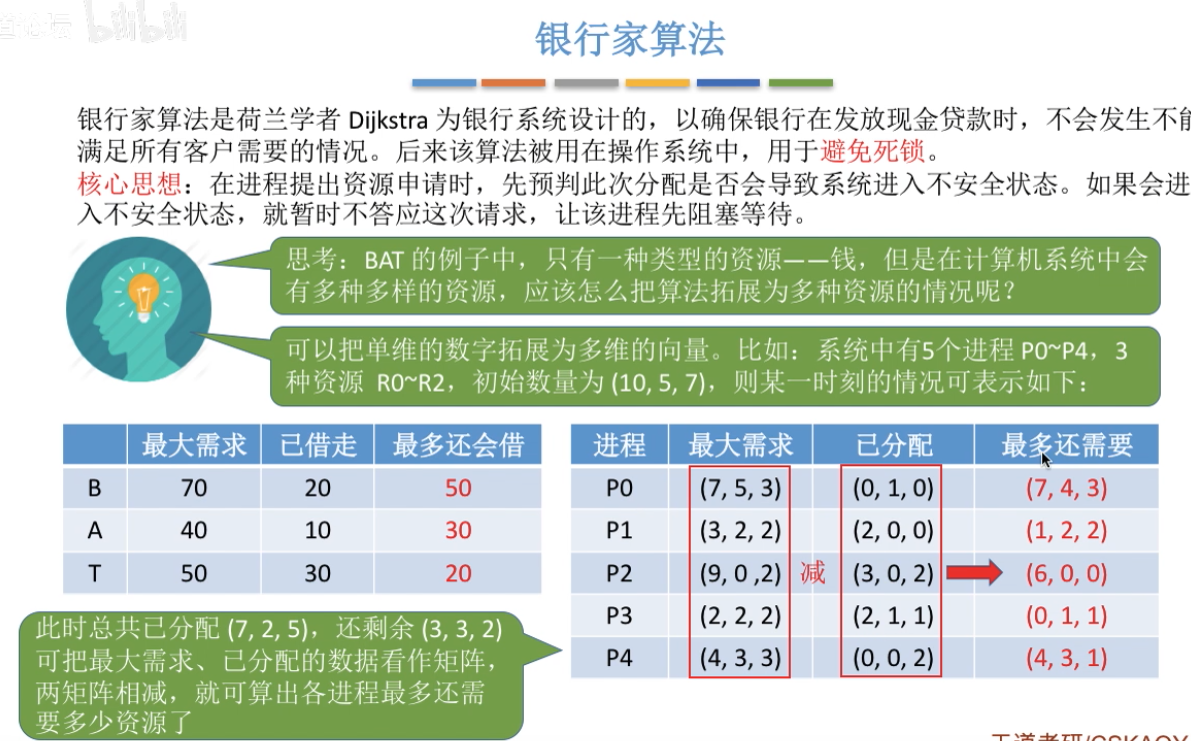 bilibili
银行家算法
银行家算法是荷兰学者 Dijkstra 为银行系统设计的，以确保银行在发放现金贷款时，不会发生不能
满足所有客户需要的情况。后来该算法被用在操作系统中，用于避免死锁。
核心思想：在进程提出资源申请时，先预判此次分配是否会导致系统进入不安全状态。如果会进
入不安全状态，就暂时不答应这次请求，让该进程先阻塞等待。
思考：BAT 的例子中，只有一种类型的资源——钱，但是在计算机系统中会
有多种多样的资源，应该怎么把算法拓展为多种资源的情况呢？
可以把单维的数字拓展为多维的向量。比如：系统中有5个进程 P0~P4，3
种资源 R0~R2，初始数量为 (10, 5, 7)，则某一时刻的情况可表示如下：
最大需求 已借走 最多还会借
B 70 20 50
A 40 10 30
T 50 30 20
进程 最大需求 已分配 最多还需要
P0 (7, 5, 3) (0, 1, 0) (7, 4, 3)
P1 (3, 2, 2) (2, 0, 0) (1, 2, 2)
P2 (9, 0 ,2) 减 (3, 0, 2) (6, 0, 0)
P3 (2, 2, 2) (2, 1, 1) (0, 1, 1)
P4 (4, 3, 3) (0, 0, 2) (4, 3, 1)
此时总共已分配 (7, 2, 5)，还剩余 (3, 3, 2)
可把最大需求、已分配的数据看作矩阵，
两矩阵相减，就可算出各进程最多还需
要多少资源了